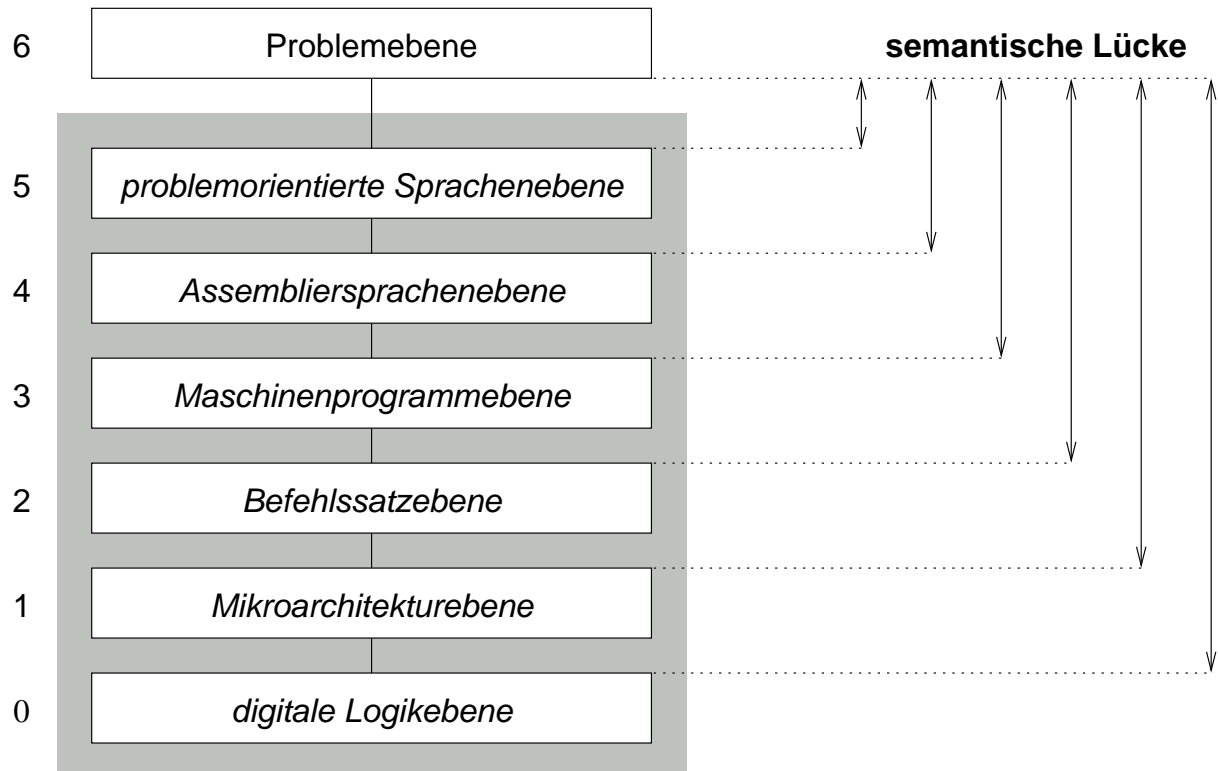 6 Problemebene semantische Lücke
5 problemorientierte Sprachenebene
4 Assembliersprachenebene
3 Maschinenprogrammebene
2 Befehlssatzebene
1 Mikroarchitekturebene
0 digitale Logikebene